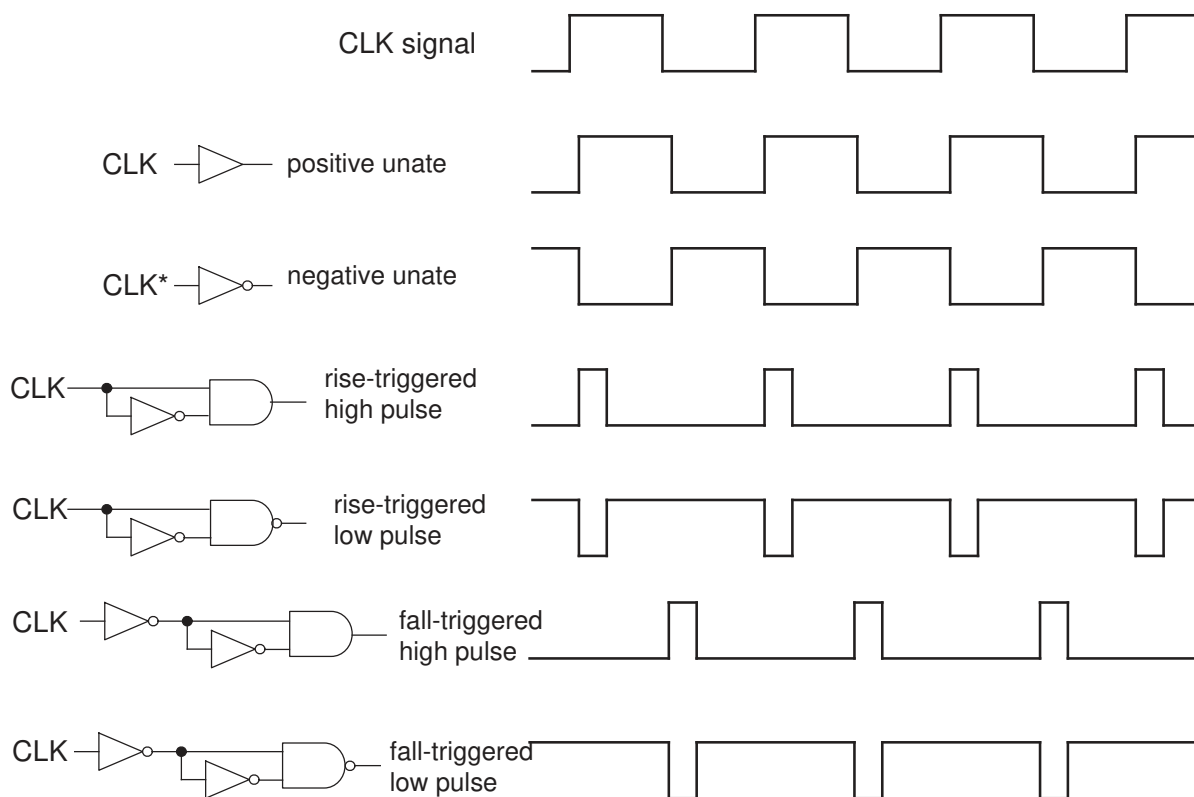 CLK signal
CLK
positive unate
CLK*
negative unate
CLK
rise-triggered
high pulse
CLK
rise-triggered
low pulse
CLK
fall-triggered
high pulse
CLK
fall-triggered
low pulse